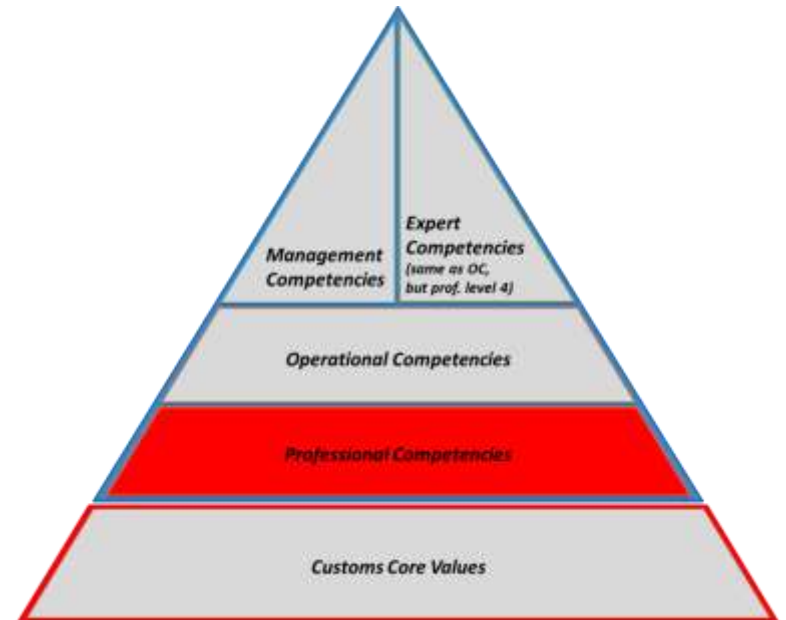 Management
Competencies
Expert
Competencies
(same as OC,
but prof. level 4)
Operational Competencies
Professional Competencies
Customs Core Values